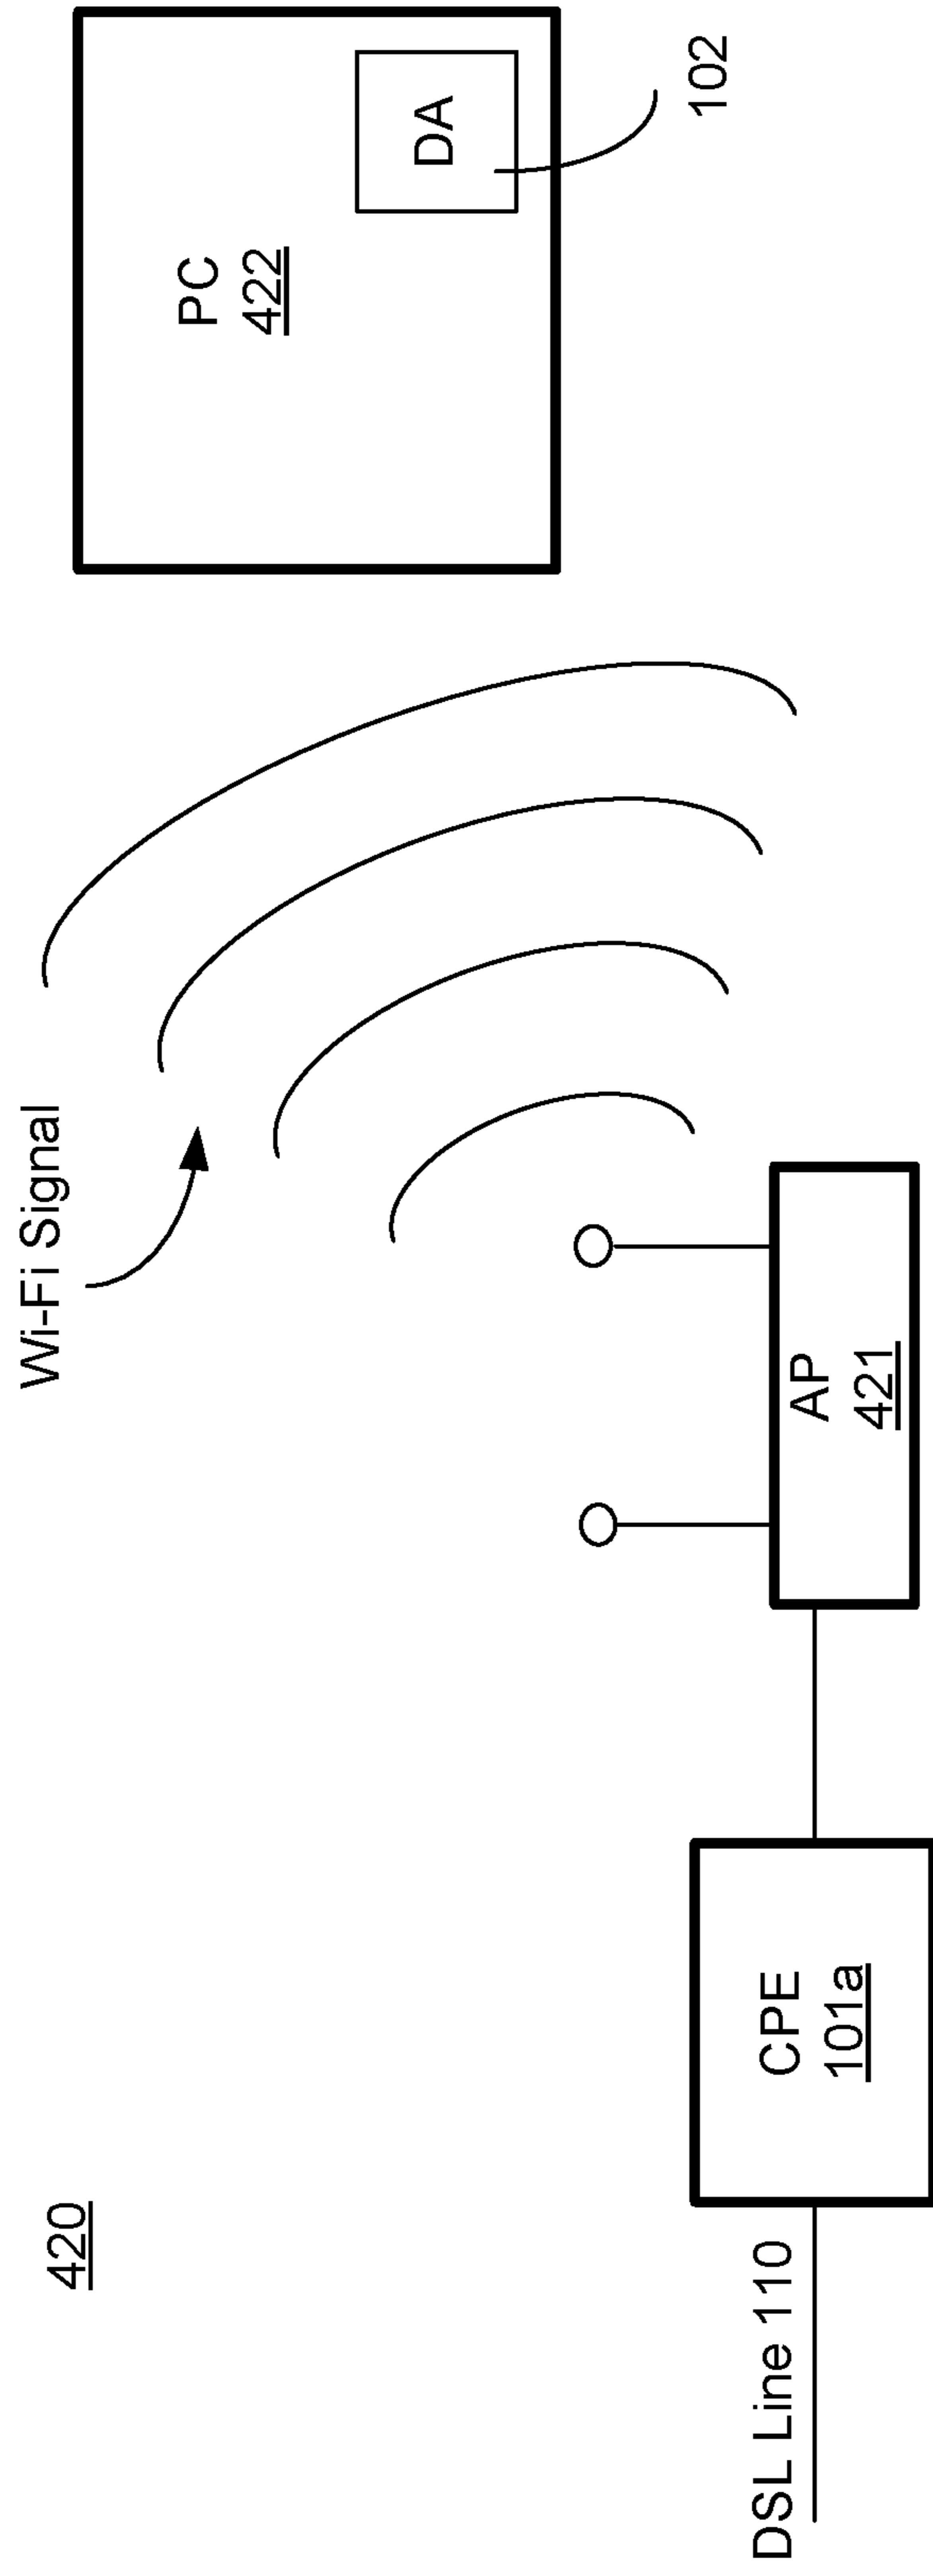 420
Wi-Fi Signal
PC
422
DA
102
DSL Line 110
CPE
101a
AP
421